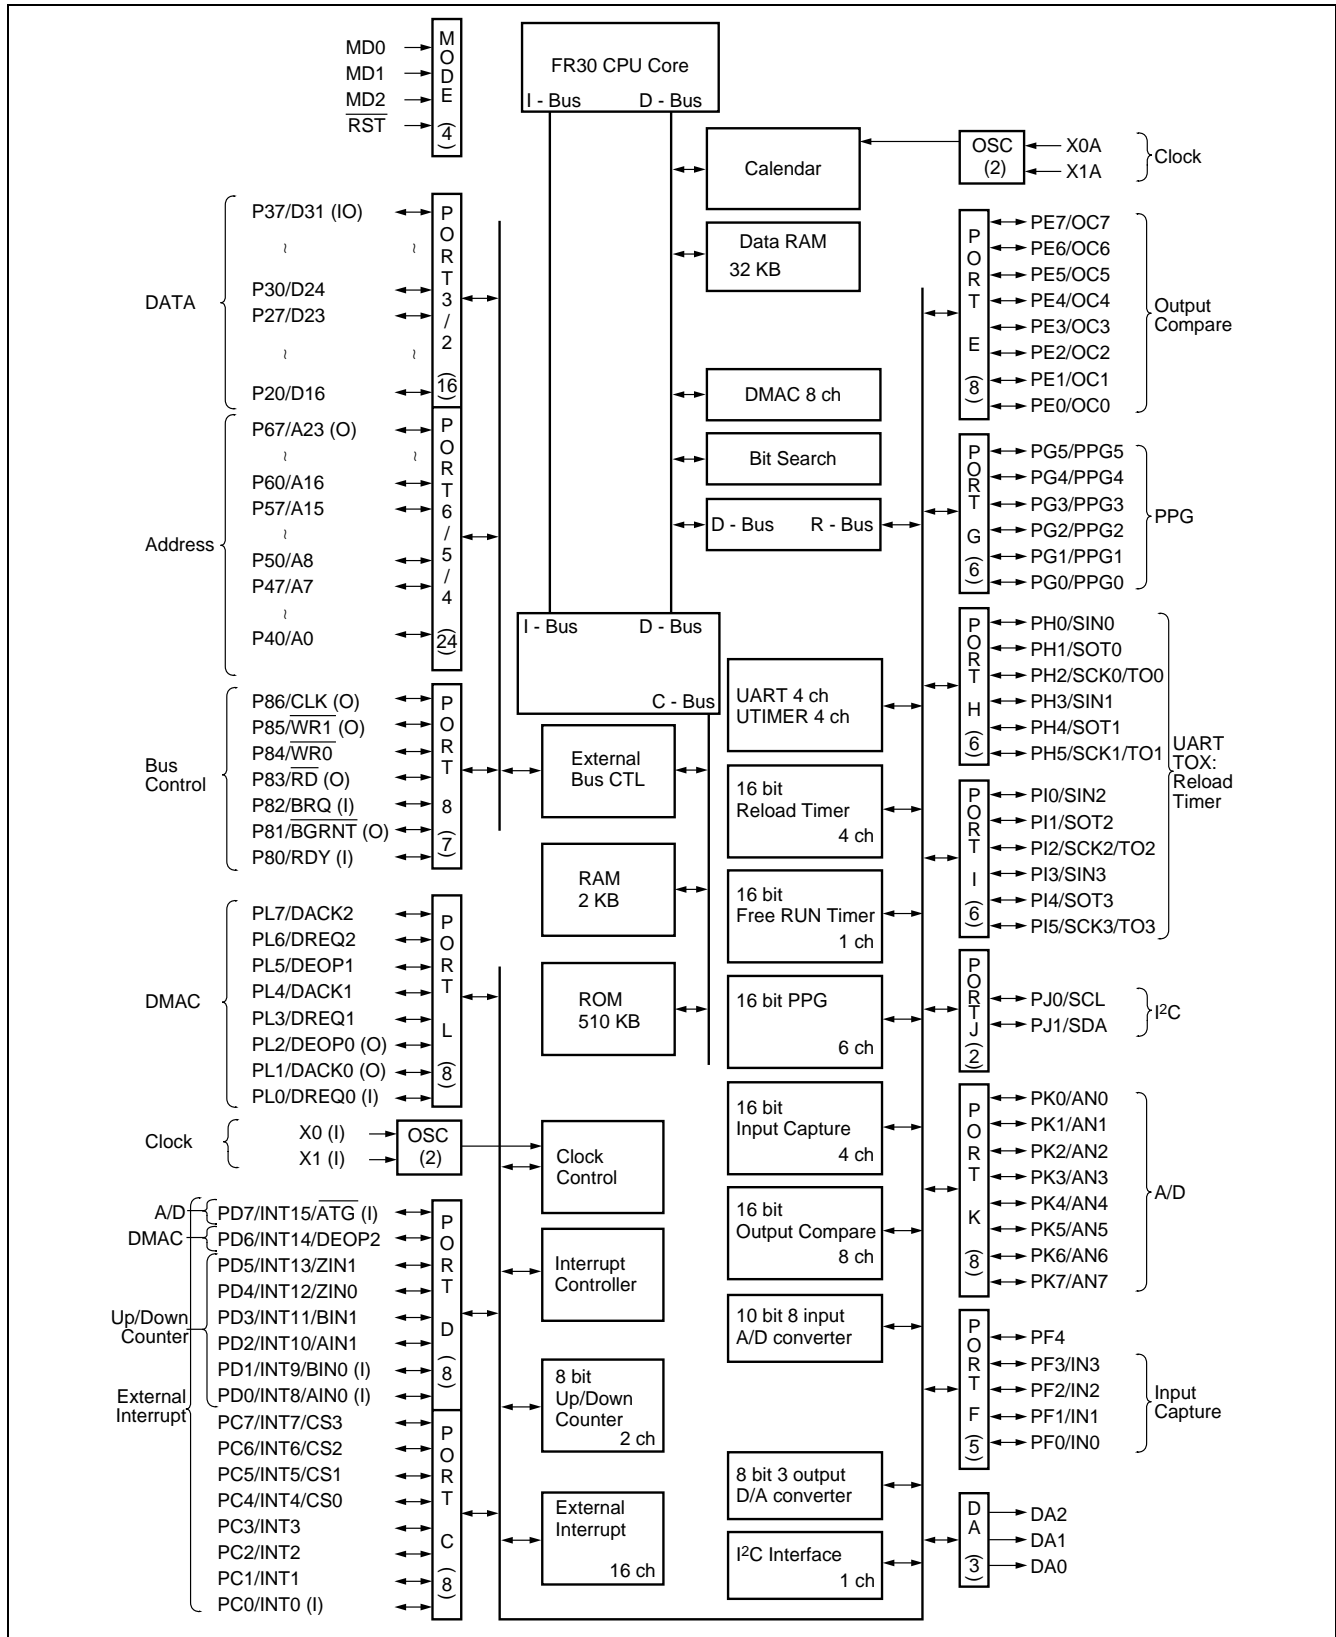 MD0
MD1
MD2
RST
MODE (4)
FR30 CPU Core
I - Bus D - Bus
Calendar
OSC
(2)
X0A
X1A
Clock
DATA
P37/D31 (IO)
~ ~
P30/D24
P27/D23
~ ~
P20/D16
PORT3/2 (16)
Address
P67/A23 (O)
~ ~
P60/A16
P57/A15
~
P50/A8
P47/A7
~
P40/A0
PORT6/5/4 (24)
Bus
Control
P86/CLK (O)
P85/WR1 (O)
P84/WR0
P83/RD (O)
P82/BRQ (I)
P81/BGRNT (O)
P80/RDY (I)
PORT 8 (7)
DMAC
PL7/DACK2
PL6/DREQ2
PL5/DEOP1
PL4/DACK1
PL3/DREQ1
PL2/DEOP0 (O)
PL1/DACK0 (O)
PL0/DREQ0 (I)
PORT L (8)
Clock
X0 (I)
X1 (I)
OSC
(2)
A/D
DMAC
Up/Down
Counter
External
Interrupt
PD7/INT15/ATG (I)
PD6/INT14/DEOP2
PD5/INT13/ZIN1
PD4/INT12/ZIN0
PD3/INT11/BIN1
PD2/INT10/AIN1
PD1/INT9/BIN0 (I)
PD0/INT8/AIN0 (I)
PORT D (8)
PC7/INT7/CS3
PC6/INT6/CS2
PC5/INT5/CS1
PC4/INT4/CS0
PC3/INT3
PC2/INT2
PC1/INT1
PC0/INT0 (I)
PORT C (8)
Data RAM
32 KB
DMAC 8 ch
Bit Search
D - Bus R - Bus
I - Bus D - Bus
C - Bus
External
Bus CTL
RAM
2 KB
ROM
510 KB
Clock
Control
Interrupt
Controller
8 bit
Up/Down
Counter
2 ch
External
Interrupt
16 ch
UART 4 ch
UTIMER 4 ch
16 bit
Reload Timer
4 ch
16 bit
Free RUN Timer
1 ch
16 bit PPG
6 ch
16 bit
Input Capture
4 ch
16 bit
Output Compare
8 ch
10 bit 8 input
A/D converter
8 bit 3 output
D/A converter
I²C Interface
1 ch
PORT E (8)
PE7/OC7
PE6/OC6
PE5/OC5
PE4/OC4
PE3/OC3
PE2/OC2
PE1/OC1
PE0/OC0
Output
Compare
PORT G (6)
PG5/PPG5
PG4/PPG4
PG3/PPG3
PG2/PPG2
PG1/PPG1
PG0/PPG0
PPG
PORT H (6)
PH0/SIN0
PH1/SOT0
PH2/SCK0/TO0
PH3/SIN1
PH4/SOT1
PH5/SCK1/TO1
UART
TOX:
Reload
Timer
PORT I (6)
PI0/SIN2
PI1/SOT2
PI2/SCK2/TO2
PI3/SIN3
PI4/SOT3
PI5/SCK3/TO3
PORTJ (2)
PJ0/SCL
PJ1/SDA
I²C
PORT K (8)
PK0/AN0
PK1/AN1
PK2/AN2
PK3/AN3
PK4/AN4
PK5/AN5
PK6/AN6
PK7/AN7
A/D
PORT F (5)
PF4
PF3/IN3
PF2/IN2
PF1/IN1
PF0/IN0
Input
Capture
DA (3)
DA2
DA1
DA0